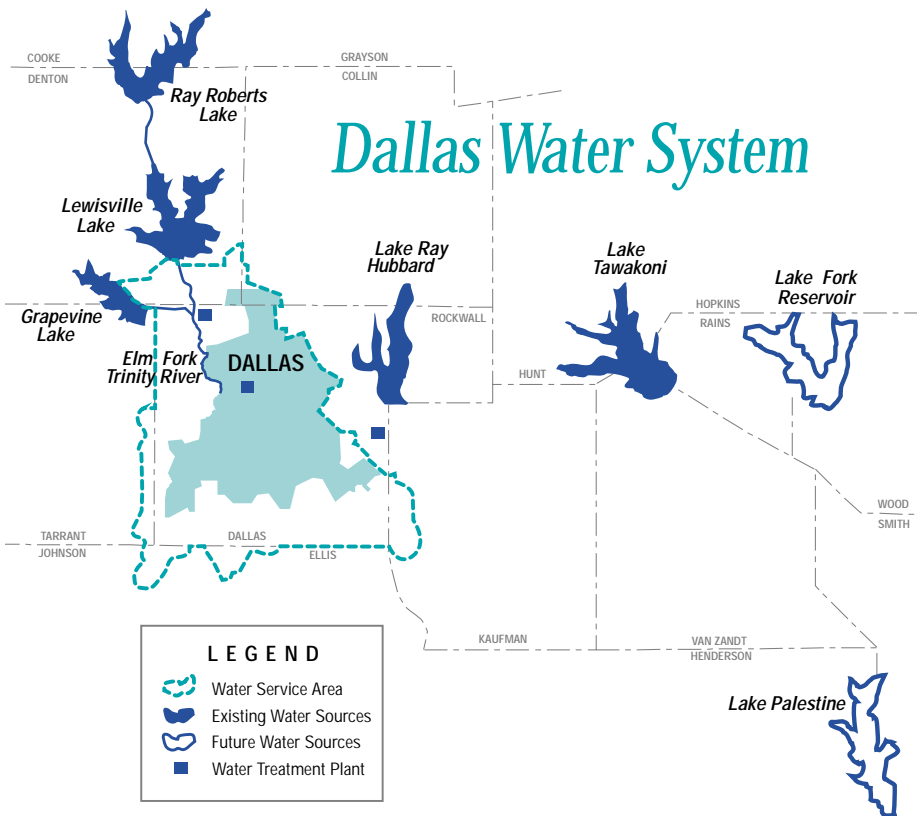 COOKE
DENTON
GRAYSON
COLLIN
Ray Roberts
Lake
Dallas Water System
Lewisville
Lake
Lake Ray
Hubbard
Lake
Tawakoni
Lake Fork
Reservoir
Grapevine
Lake
ROCKWALL
HOPKINS
RAINS
Elm Fork
Trinity River
DALLAS
HUNT
WOOD
SMITH
TARRANT
JOHNSON
DALLAS
ELLIS
KAUFMAN
VAN ZANDT
HENDERSON
Lake Palestine
LEGEND
Water Service Area
Existing Water Sources
Future Water Sources
Water Treatment Plant